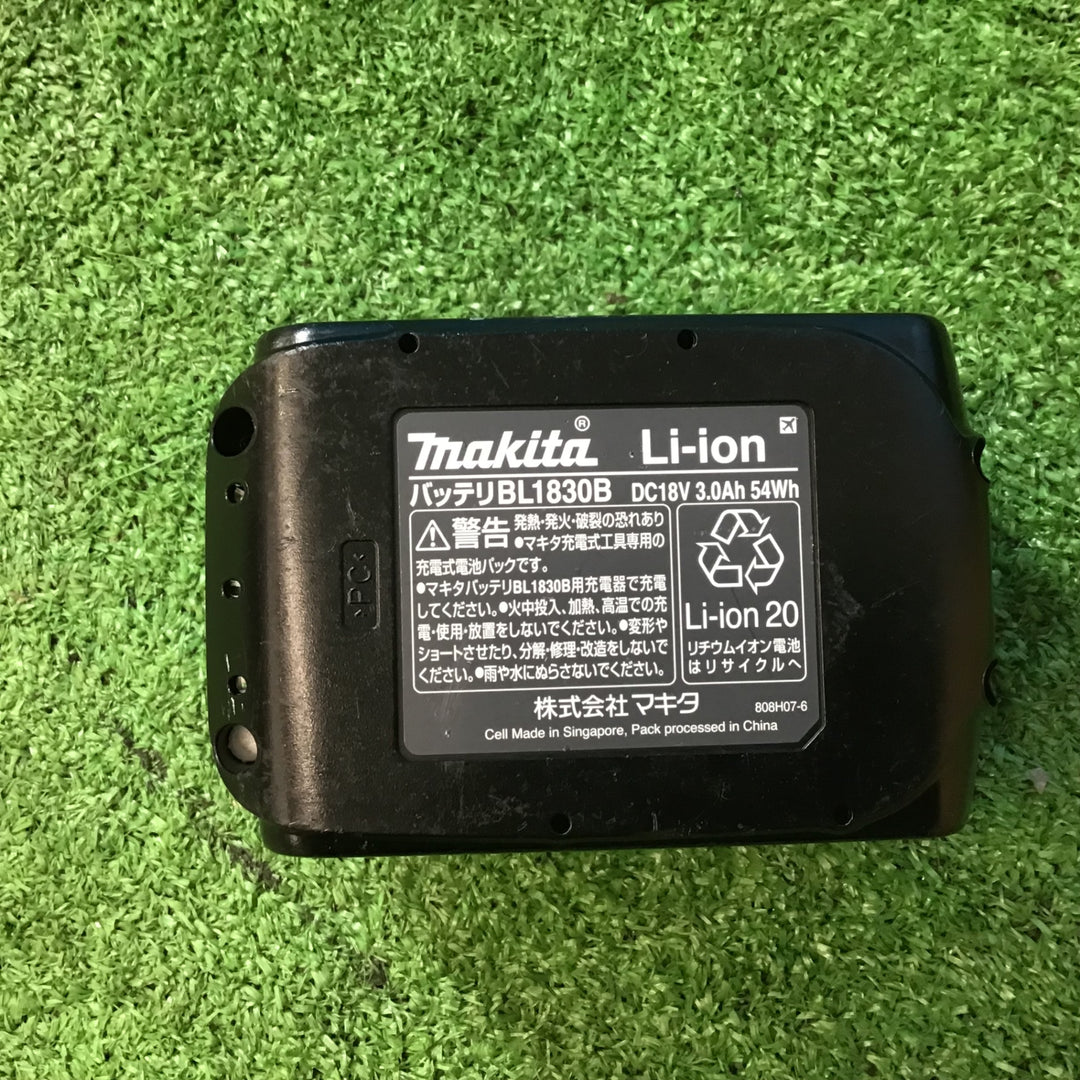 makita® Li-ion
バッテリBL1830B DC18V 3.0Ah 54Wh
警告 発熱・発火・破裂の恐れあり
●マキタ充電式工具専用の
充電式電池パックです。
●マキタバッテリBL1830B用充電器で充電
してください。●火中投入、加熱、高温での充
電・使用・放置をしないでください。●変形や
ショートさせたり、分解・修理・改造をしないで
ください。●雨や水にぬらさないでください。
Li-ion 20
リチウムイオン電池
はリサイクルへ
株式会社マキタ
808H07-6
Cell Made in Singapore, Pack processed in China
>PC<